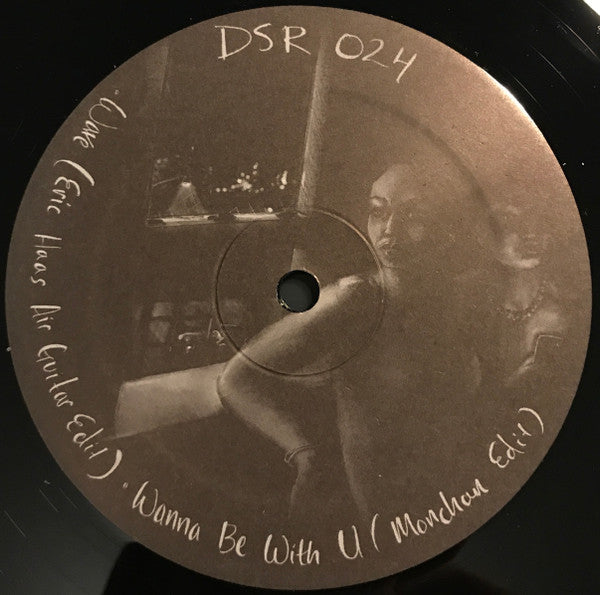 DSR 024
"Wave (Eric Haas Air Guitar Edit)"
Wanna Be With U (Monchan Edit)